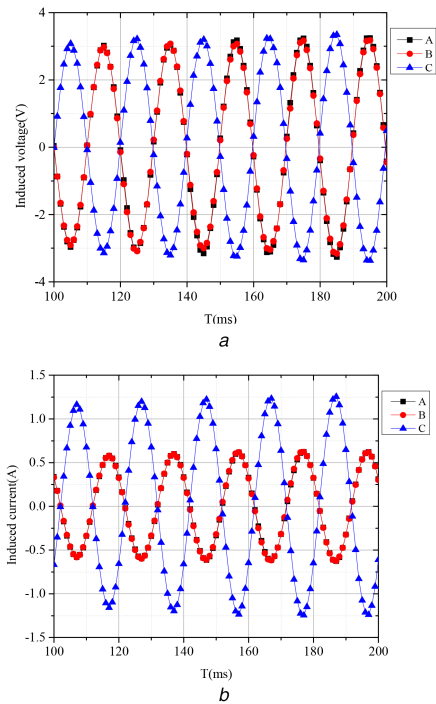 4
2
0
−2
−4
Induced voltage(V)
100 120 140 160 180 200
T(ms)
A
B
C
a
1.5
1.0
0.5
0.0
-0.5
-1.0
-1.5
Induced current(A)
100 120 140 160 180 200
T(ms)
A
B
C
b